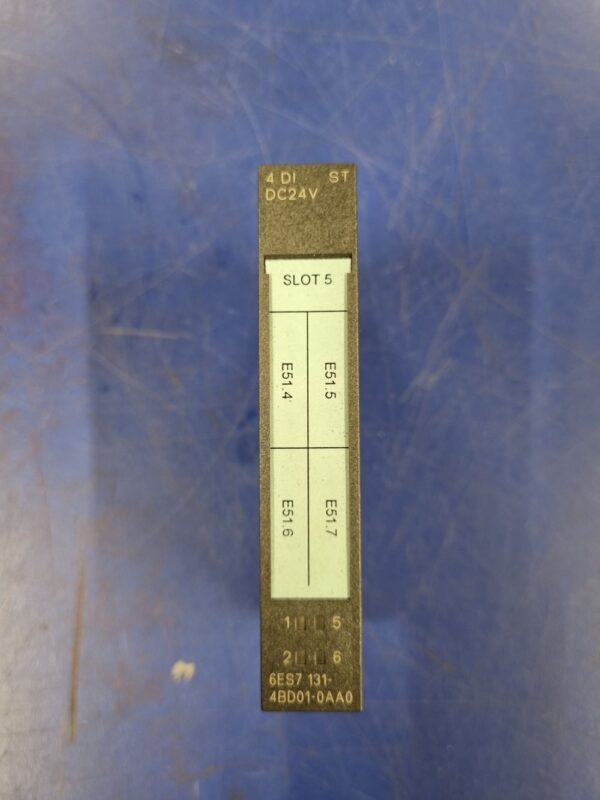 4 DI ST
DC24V
SLOT 5
E51.4 E51.5
E51.6 E51.7
1 5
2 6
6ES7 131-
4BD01-0AA0